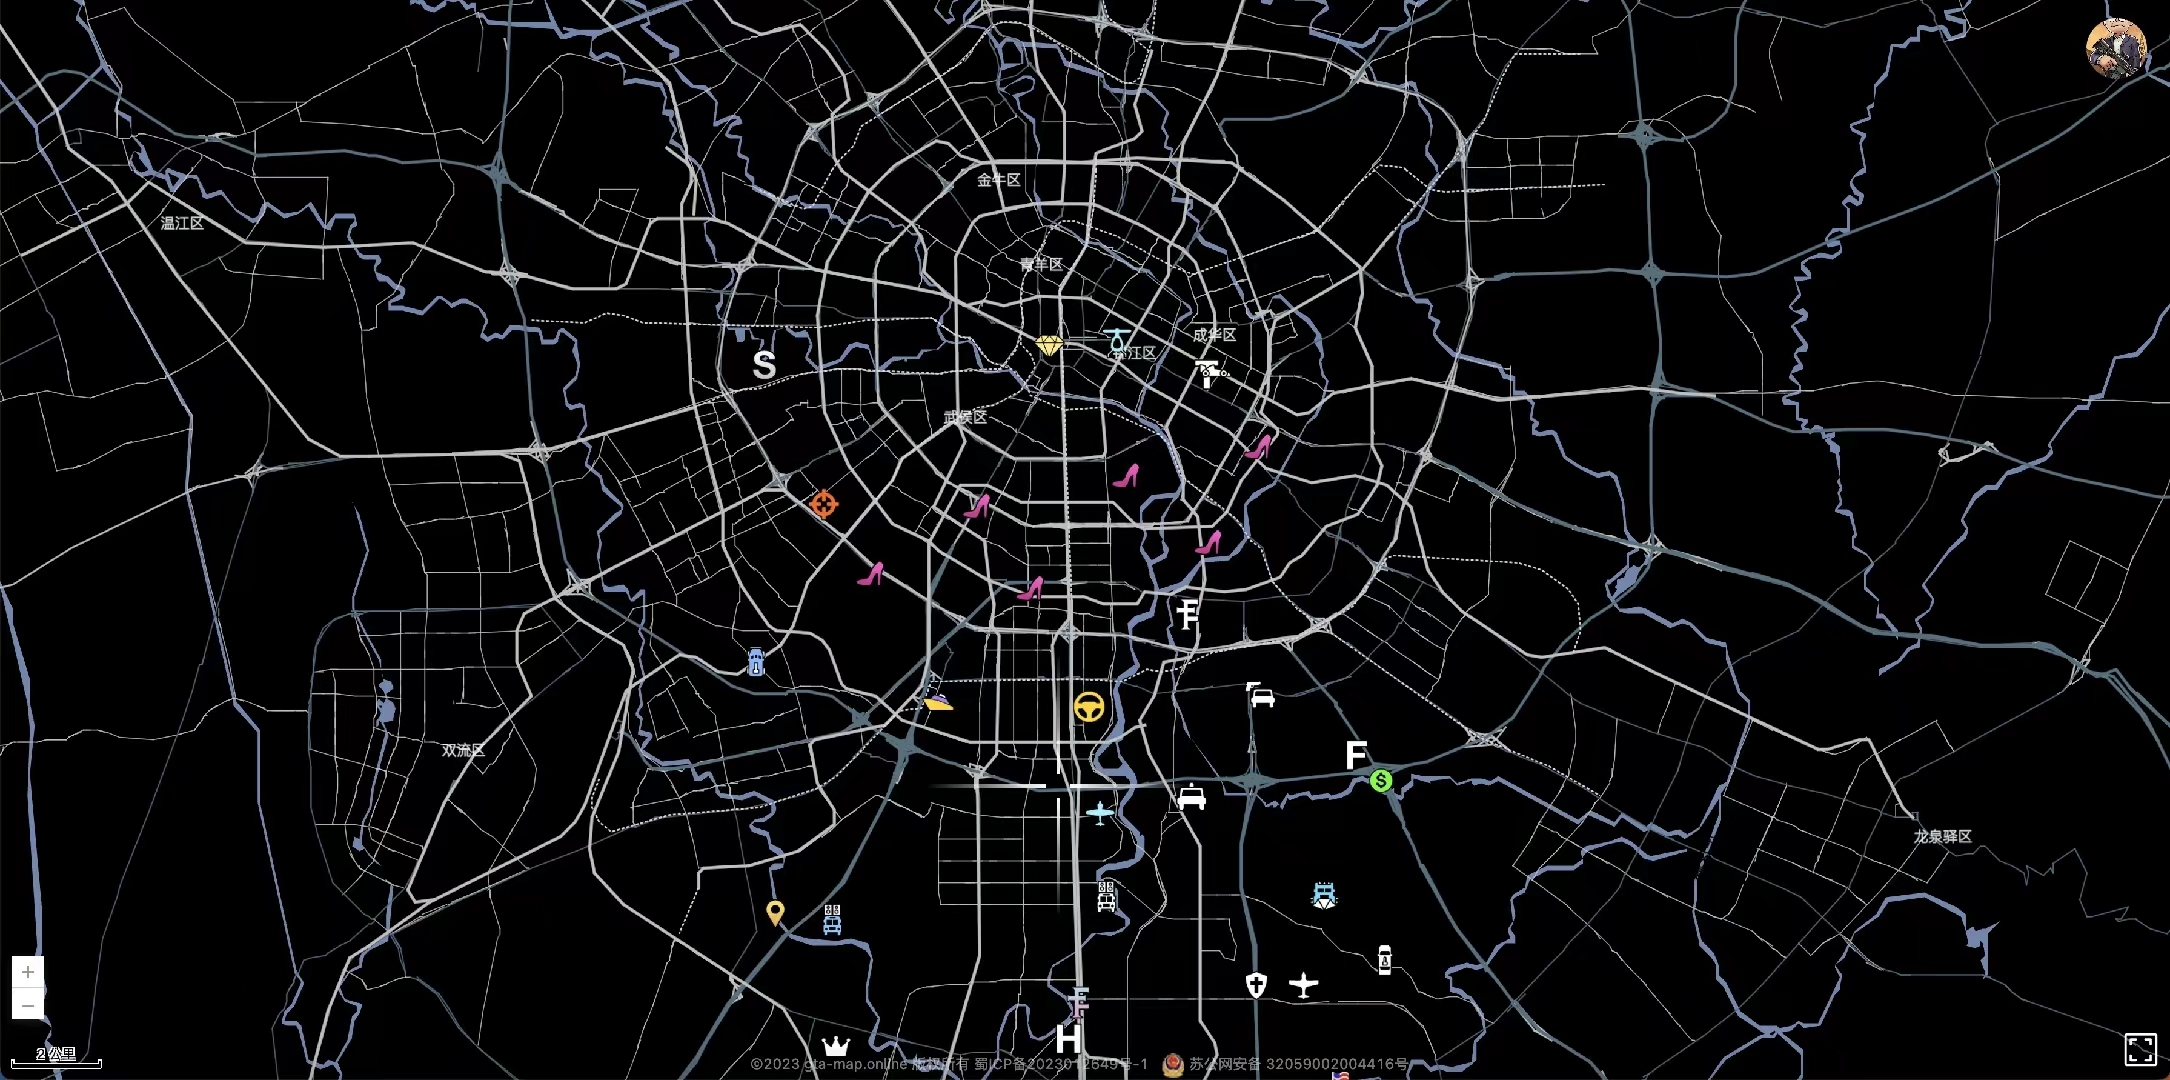 金牛区
温江区
青羊区
成华区
江区
S
武侯区
F
F
$
双流区
龙泉驿区
+
−
F
H
2 公里
©2023 gta-map.online 版权所有 蜀ICP备2023012649号-1 苏公网安备 32059002004416号